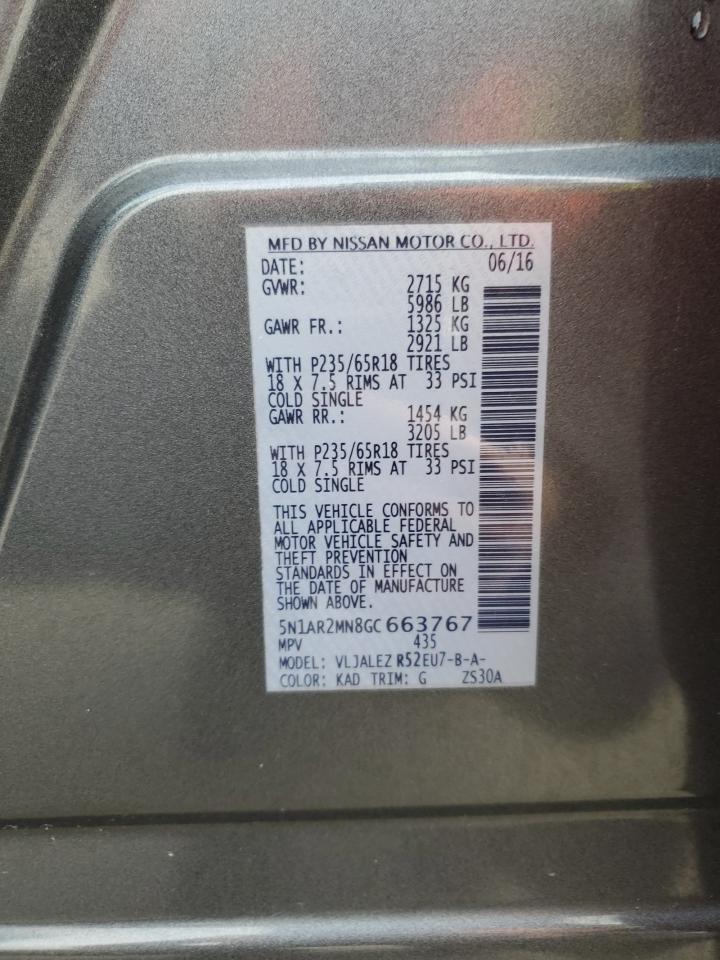 MFD BY NISSAN MOTOR CO., LTD.
DATE: 06/16
GVWR: 2715 KG
5986 LB
GAWR FR.: 1325 KG
2921 LB
WITH P235/65R18 TIRES
18 X 7.5 RIMS AT 33 PSI
COLD SINGLE
GAWR RR.: 1454 KG
3205 LB
WITH P235/65R18 TIRES
18 X 7.5 RIMS AT 33 PSI
COLD SINGLE
THIS VEHICLE CONFORMS TO
ALL APPLICABLE FEDERAL
MOTOR VEHICLE SAFETY AND
THEFT PREVENTION
STANDARDS IN EFFECT ON
THE DATE OF MANUFACTURE
SHOWN ABOVE.
5N1AR2MN8GC 663767
MPV 435
MODEL: VLJALEZ R52EU7-B-A-
COLOR: KAD TRIM: G ZS30A